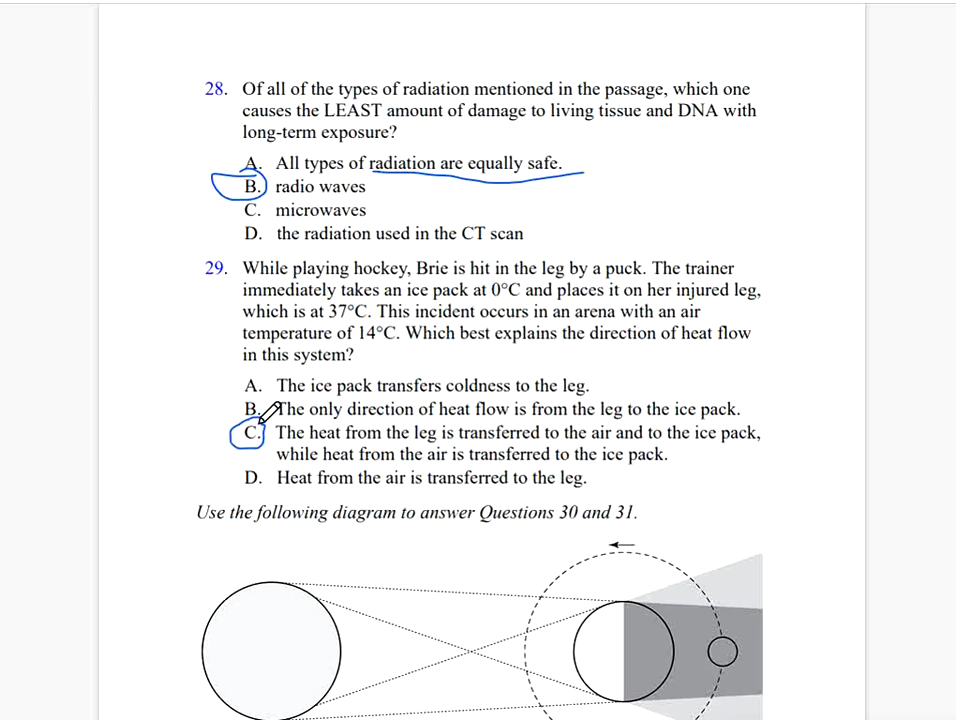 28. Of all of the types of radiation mentioned in the passage, which one
causes the LEAST amount of damage to living tissue and DNA with
long-term exposure?
A. All types of radiation are equally safe.
B. radio waves
C. microwaves
D. the radiation used in the CT scan
29. While playing hockey, Brie is hit in the leg by a puck. The trainer
immediately takes an ice pack at 0°C and places it on her injured leg,
which is at 37°C. This incident occurs in an arena with an air
temperature of 14°C. Which best explains the direction of heat flow
in this system?
A. The ice pack transfers coldness to the leg.
B. The only direction of heat flow is from the leg to the ice pack.
C. The heat from the leg is transferred to the air and to the ice pack,
while heat from the air is transferred to the ice pack.
D. Heat from the air is transferred to the leg.
Use the following diagram to answer Questions 30 and 31.